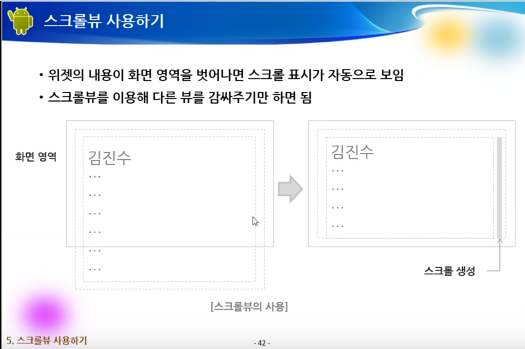 스크롤뷰 사용하기
• 위젯의 내용이 화면 영역을 벗어나면 스크롤 표시가 자동으로 보임
• 스크롤뷰를 이용해 다른 뷰를 감싸주기만 하면 됨
화면 영역
김진수
...
...
...
...
...
...
김진수
...
...
...
...
스크롤 생성
[스크롤뷰의 사용]
5. 스크롤뷰 사용하기
- 42 -